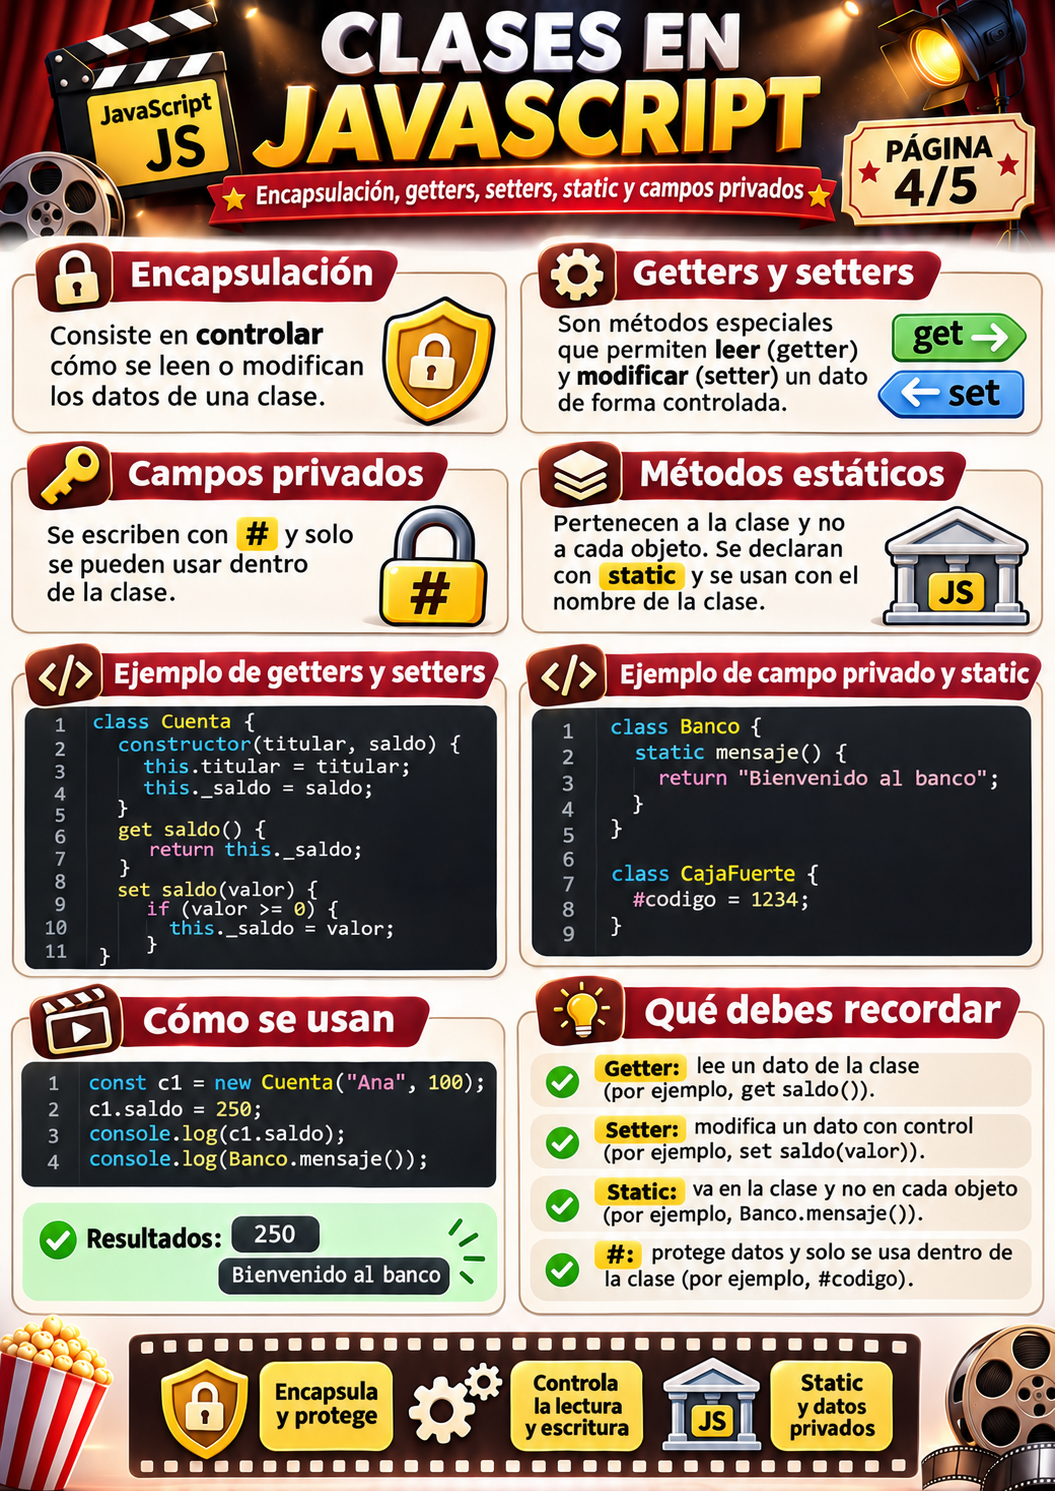 CLASES EN
JAVASCRIPT
JavaScript
JS
Encapsulación, getters, setters, static y campos privados
PÁGINA
4/5
Encapsulación
Consiste en controlar
cómo se leen o modifican
los datos de una clase.
Getters y setters
Son métodos especiales
que permiten leer (getter)
y modificar (setter) un dato
de forma controlada.
get →
← set
Campos privados
Se escriben con # y solo
se pueden usar dentro
de la clase.
#
Métodos estáticos
Pertenecen a la clase y no
a cada objeto. Se declaran
con static y se usan con el
nombre de la clase.
JS
</> Ejemplo de getters y setters
1 class Cuenta {
2 constructor(titular, saldo) {
3 this.titular = titular;
4 this._saldo = saldo;
5 }
6 get saldo() {
7 return this._saldo;
}
8 set saldo(valor) {
9 if (valor >= 0) {
10 this._saldo = valor;
11 }
}
</> Ejemplo de campo privado y static
1 class Banco {
2 static mensaje() {
3 return "Bienvenido al banco";
4 }
5 }
6
7 class CajaFuerte {
8 #codigo = 1234;
9 }
Cómo se usan
1 const c1 = new Cuenta("Ana", 100);
2 c1.saldo = 250;
3 console.log(c1.saldo);
4 console.log(Banco.mensaje());
Resultados: 250
Bienvenido al banco
Qué debes recordar
Getter: lee un dato de la clase
(por ejemplo, get saldo()).
Setter: modifica un dato con control
(por ejemplo, set saldo(valor)).
Static: va en la clase y no en cada objeto
(por ejemplo, Banco.mensaje()).
#: protege datos y solo se usa dentro de
la clase (por ejemplo, #codigo).
Encapsula
y protege
Controla
la lectura
y escritura
JS
Static
y datos
privados